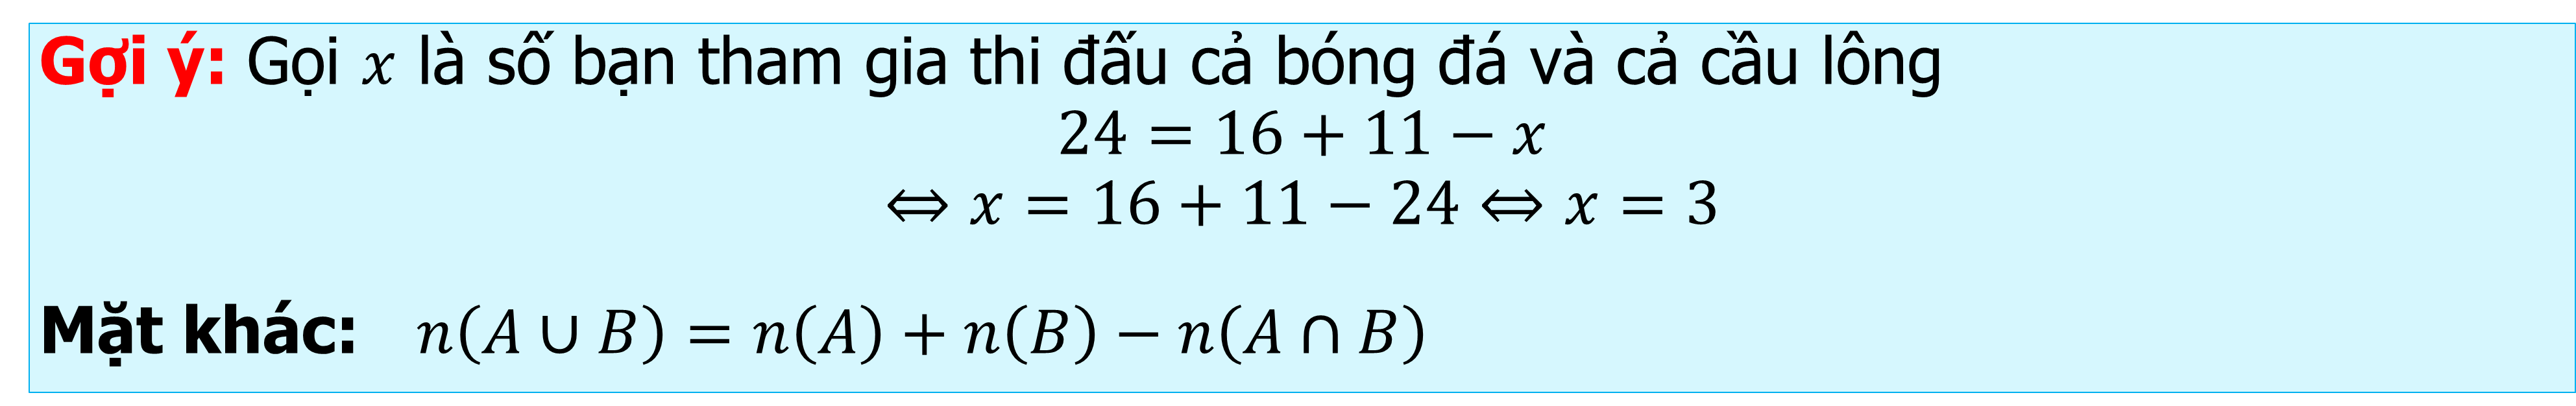 Gợi ý: Gọi x là số bạn tham gia thi đấu cả bóng đá và cả cầu lông
24 = 16 + 11 − x
⇔ x = 16 + 11 − 24 ⇔ x = 3
Mặt khác: n(A ∪ B) = n(A) + n(B) − n(A ∩ B)